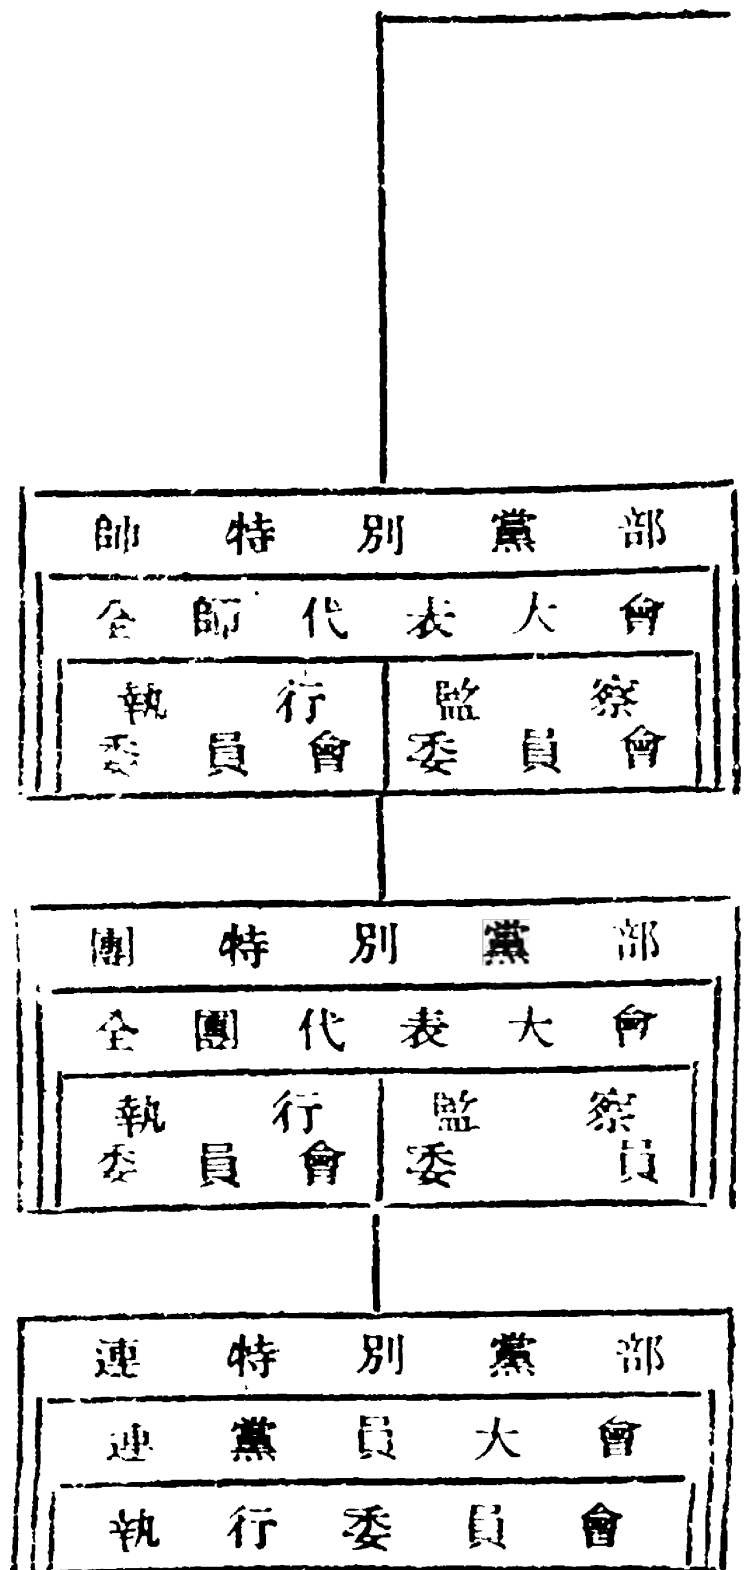 師特別黨部
全師代表大會
執行委員會
監察委員會
團特別黨部
全團代表大會
執行委員會
監察委員
連特別黨部
連黨員大會
執行委員會